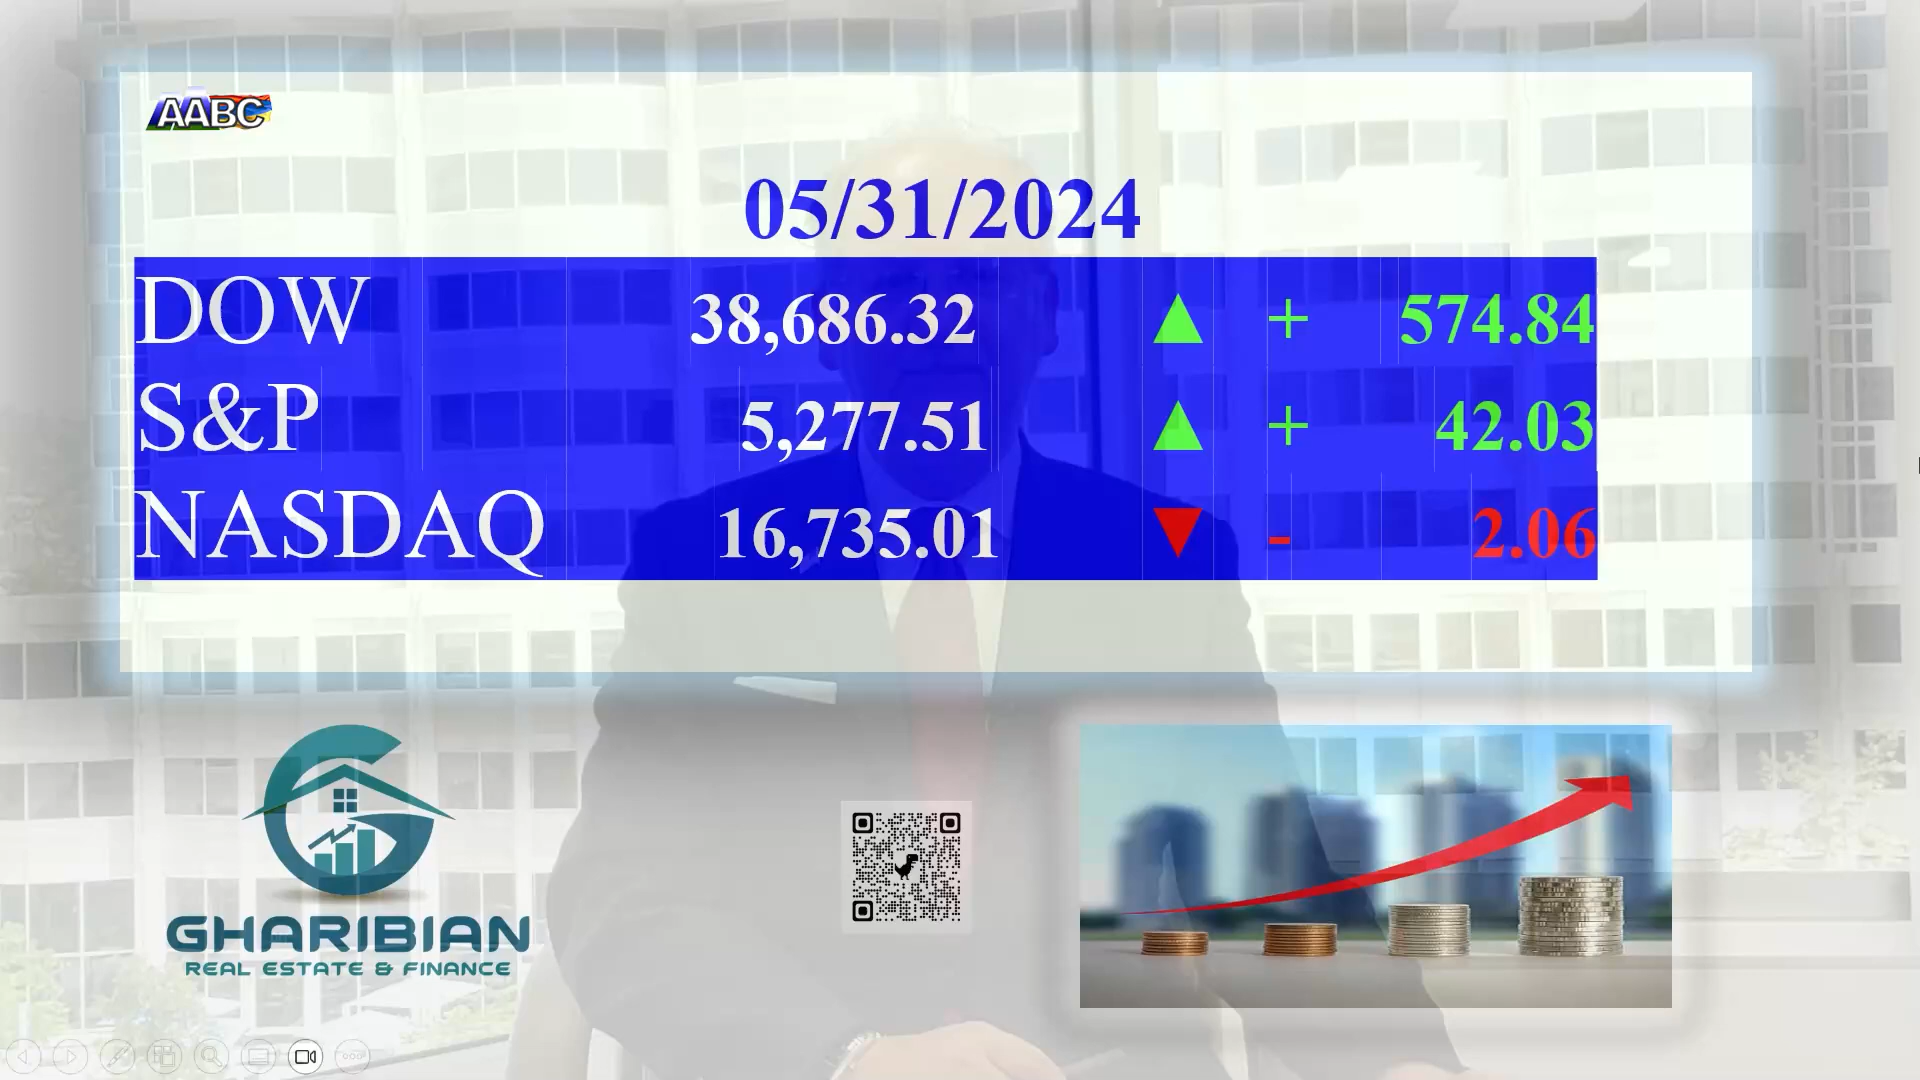 AABC
05/31/2024
DOW 38,686.32 ▲ + 574.84
S&P 5,277.51 ▲ + 42.03
NASDAQ 16,735.01 ▼ - 2.06
GHARIBIAN
REAL ESTATE & FINANCE